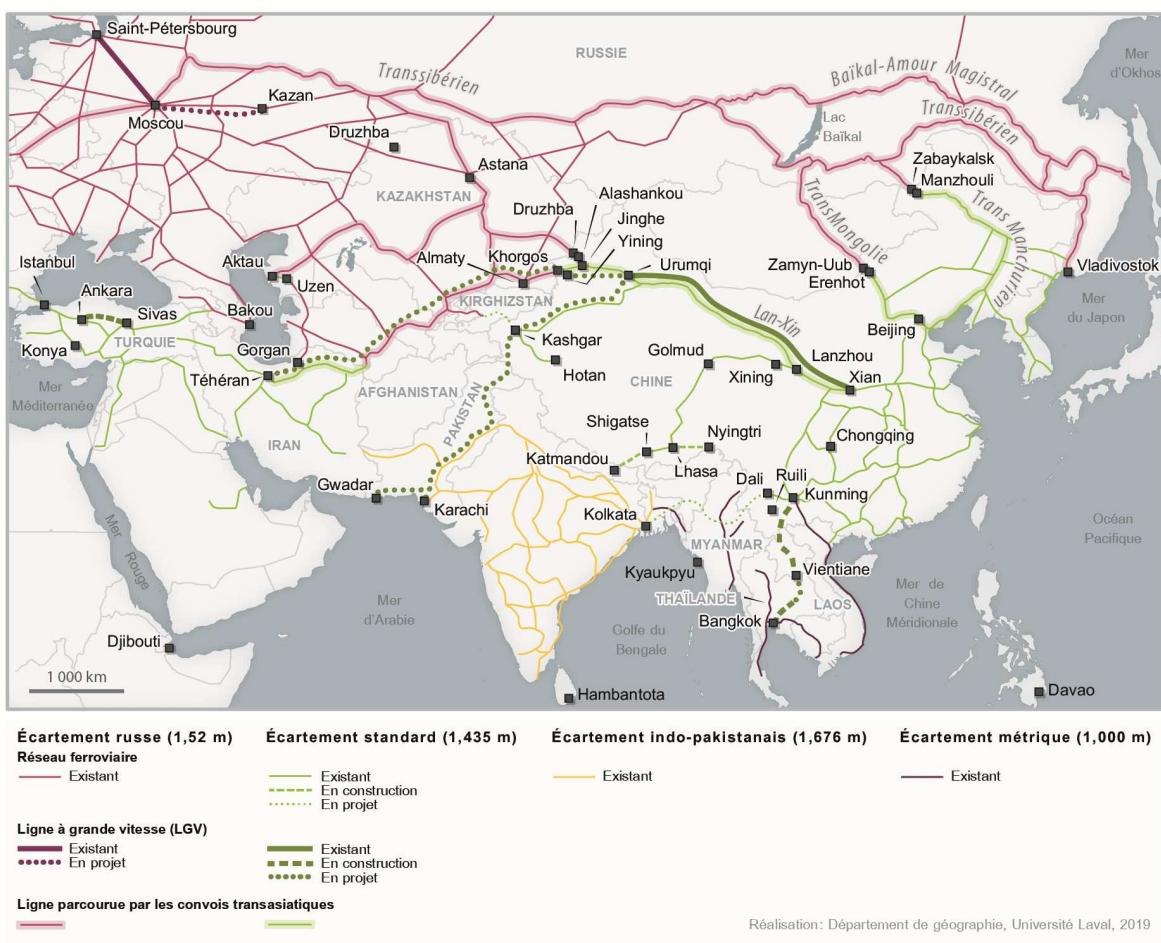 Saint-Pétersbourg
RUSSIE
Mer
d'Okhos
Transsibérien
Baïkal-Amour Magistral
Kazan
Moscou
Transsibérien
Lac
Baïkal
Druzhba
Astana
Zabaykalsk
Manzhouli
KAZAKHSTAN
Alashankou
Druzhba
Jinghe
Yining
TransMongolie
Trans Manchurien
Istanbul
Aktau
Almaty
Khorgos
Urumqi
Zamyn-Uub
Erenhot
Vladivostok
Uzen
Ankara
Sivas
Bakou
KIRGHIZSTAN
Lan-Xin
Beijing
Mer
du Japon
Konya
TURQUIE
Gorgan
Kashgar
Golmud
Lanzhou
Téhéran
Hotan
CHINE
Xining
Xian
Mer
Méditerranée
AFGHANISTAN
PAKISTAN
Shigatse
Nyingtri
Chongqing
IRAN
Katmandou
Lhasa
Dali
Ruili
Gwadar
Karachi
Kunming
Kolkata
Mer Rouge
Océan
Pacifique
MYANMAR
Kyaukpyu
Vientiane
Mer
d'Arabie
THAÏLANDE
LAOS
Mer de
Chine
Méridionale
Bangkok
Golfe du
Bengale
Djibouti
1 000 km
Hambantota
Davao
Écartement russe (1,52 m)
Réseau ferroviaire
Existant
Ligne à grande vitesse (LGV)
Existant
En projet
Ligne parcourue par les convois transasiatiques
Écartement standard (1,435 m)
Existant
En construction
En projet
Existant
En construction
En projet
Écartement indo-pakistanais (1,676 m)
Existant
Écartement métrique (1,000 m)
Existant
Réalisation: Département de géographie, Université Laval, 2019